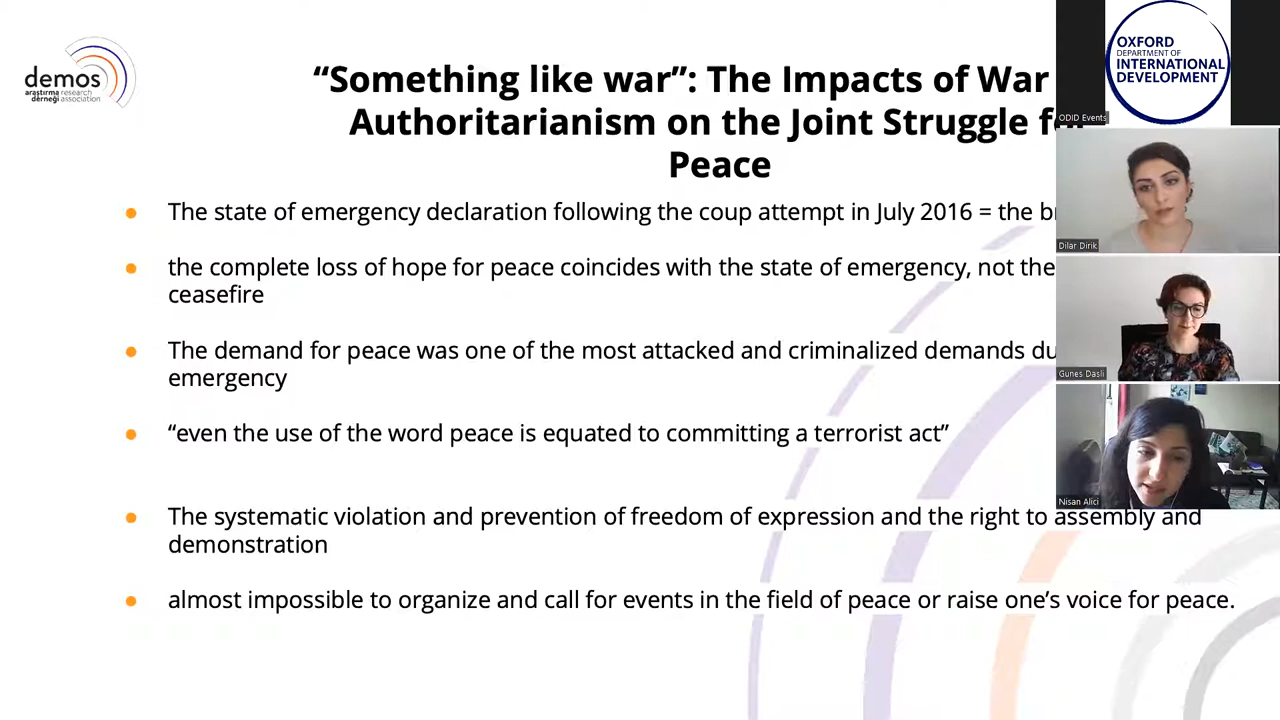 demos
araştırma research
derneği association
“Something like war”: The Impacts of War
Authoritarianism on the Joint Struggle
Peace
The state of emergency declaration following the coup attempt in July 2016 = the
the complete loss of hope for peace coincides with the state of emergency, not the
ceasefire
The demand for peace was one of the most attacked and criminalized demands
emergency
“even the use of the word peace is equated to committing a terrorist act”
The systematic violation and prevention of freedom of expression and the right to assembly and
demonstration
almost impossible to organize and call for events in the field of peace or raise one’s voice for peace.
OXFORD
DEPARTMENT OF
INTERNATIONAL
DEVELOPMENT
ODID Events
Dilar Dirik
Gunes Dasli
Nisan Alici